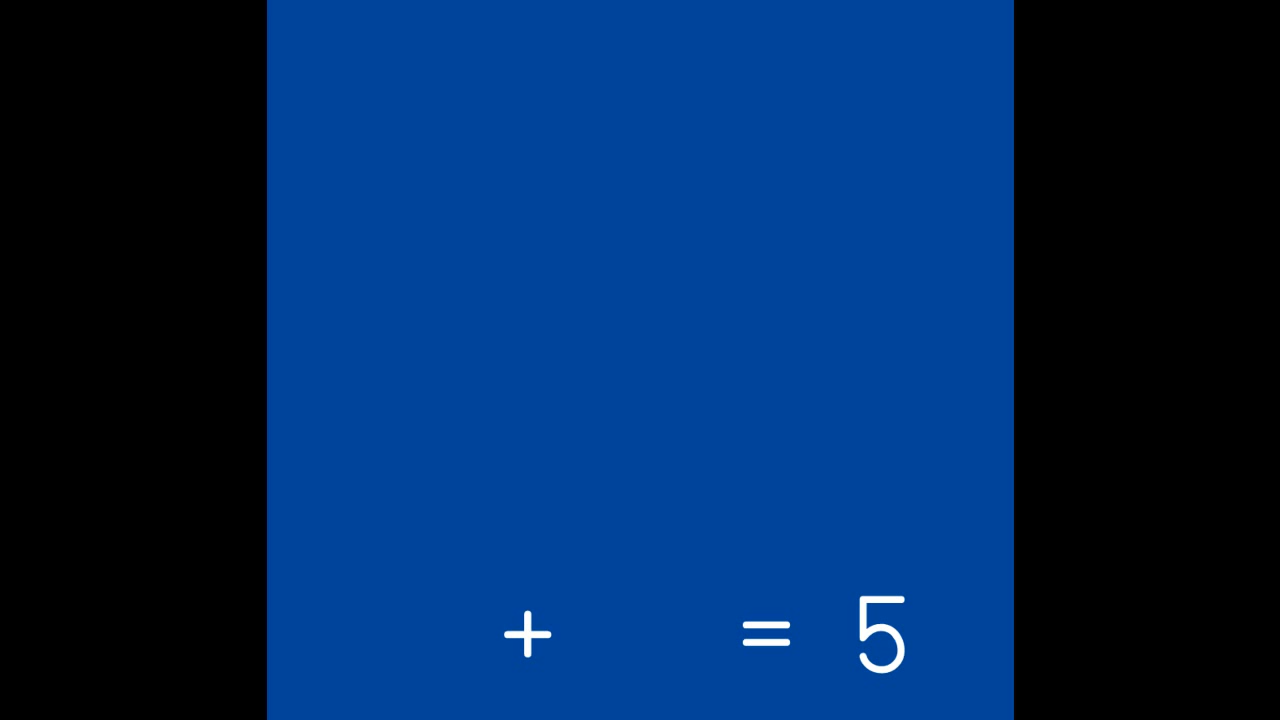 + = 5